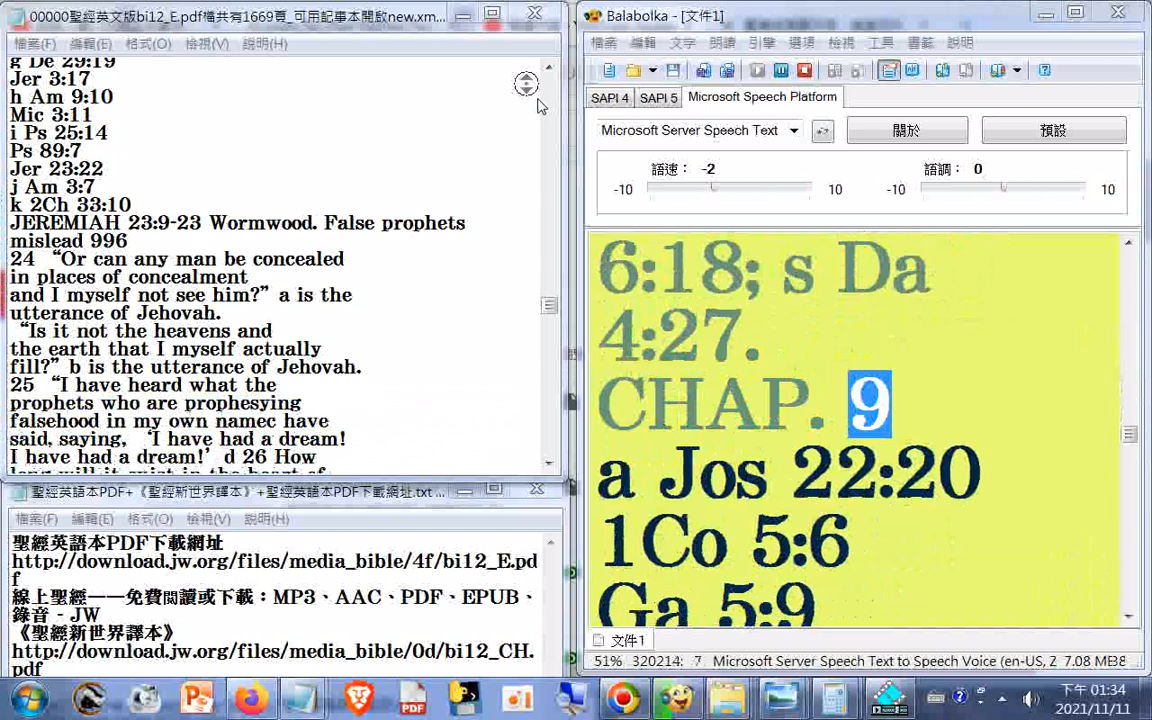 00000聖經英文版bi12_E.pdf檔共有1669頁_可用記事本開啟new.xm...
檔案(F) 編輯(E) 格式(O) 檢視(V) 說明(H)
g De 29:19
Jer 3:17
h Am 9:10
Mic 3:11
i Ps 25:14
Ps 89:7
Jer 23:22
j Am 3:7
k 2Ch 33:10
JEREMIAH 23:9-23 Wormwood. False prophets
mislead 996
24 “Or can any man be concealed
in places of concealment
and I myself not see him?” a is the
utterance of Jehovah.
“Is it not the heavens and
the earth that I myself actually
fill?” b is the utterance of Jehovah.
25 “I have heard what the
prophets who are prophesying
falsehood in my own namec have
said, saying, ‘I have had a dream!
I have had a dream!’ d 26 How
long will it exist in the heart of
聖經英語本PDF+《聖經新世界譯本》+聖經英語本PDF下載網址.txt ...
檔案(F) 編輯(E) 格式(O) 檢視(V) 說明(H)
聖經英語本PDF下載網址
http://download.jw.org/files/media_bible/4f/bi12_E.pd
f
線上聖經——免費閱讀或下載：MP3、AAC、PDF、EPUB、
錄音 - JW
《聖經新世界譯本》
http://download.jw.org/files/media_bible/0d/bi12_CH.
pdf
Balabolka - [文件1]
檔案 編輯 文字 朗讀 引擎 選項 檢視 工具 書籤 說明
SAPI 4 SAPI 5 Microsoft Speech Platform
Microsoft Server Speech Text 關於 預設
語速： -2 語調： 0
-10 10 -10 10
6:18; s Da
4:27.
CHAP. 9
a Jos 22:20
1Co 5:6
Ga 5:9
文件1
51% 320214: 7 Microsoft Server Speech Text to Speech Voice (en-US, Z 7.08 MB
下午 01:34
2021/11/11